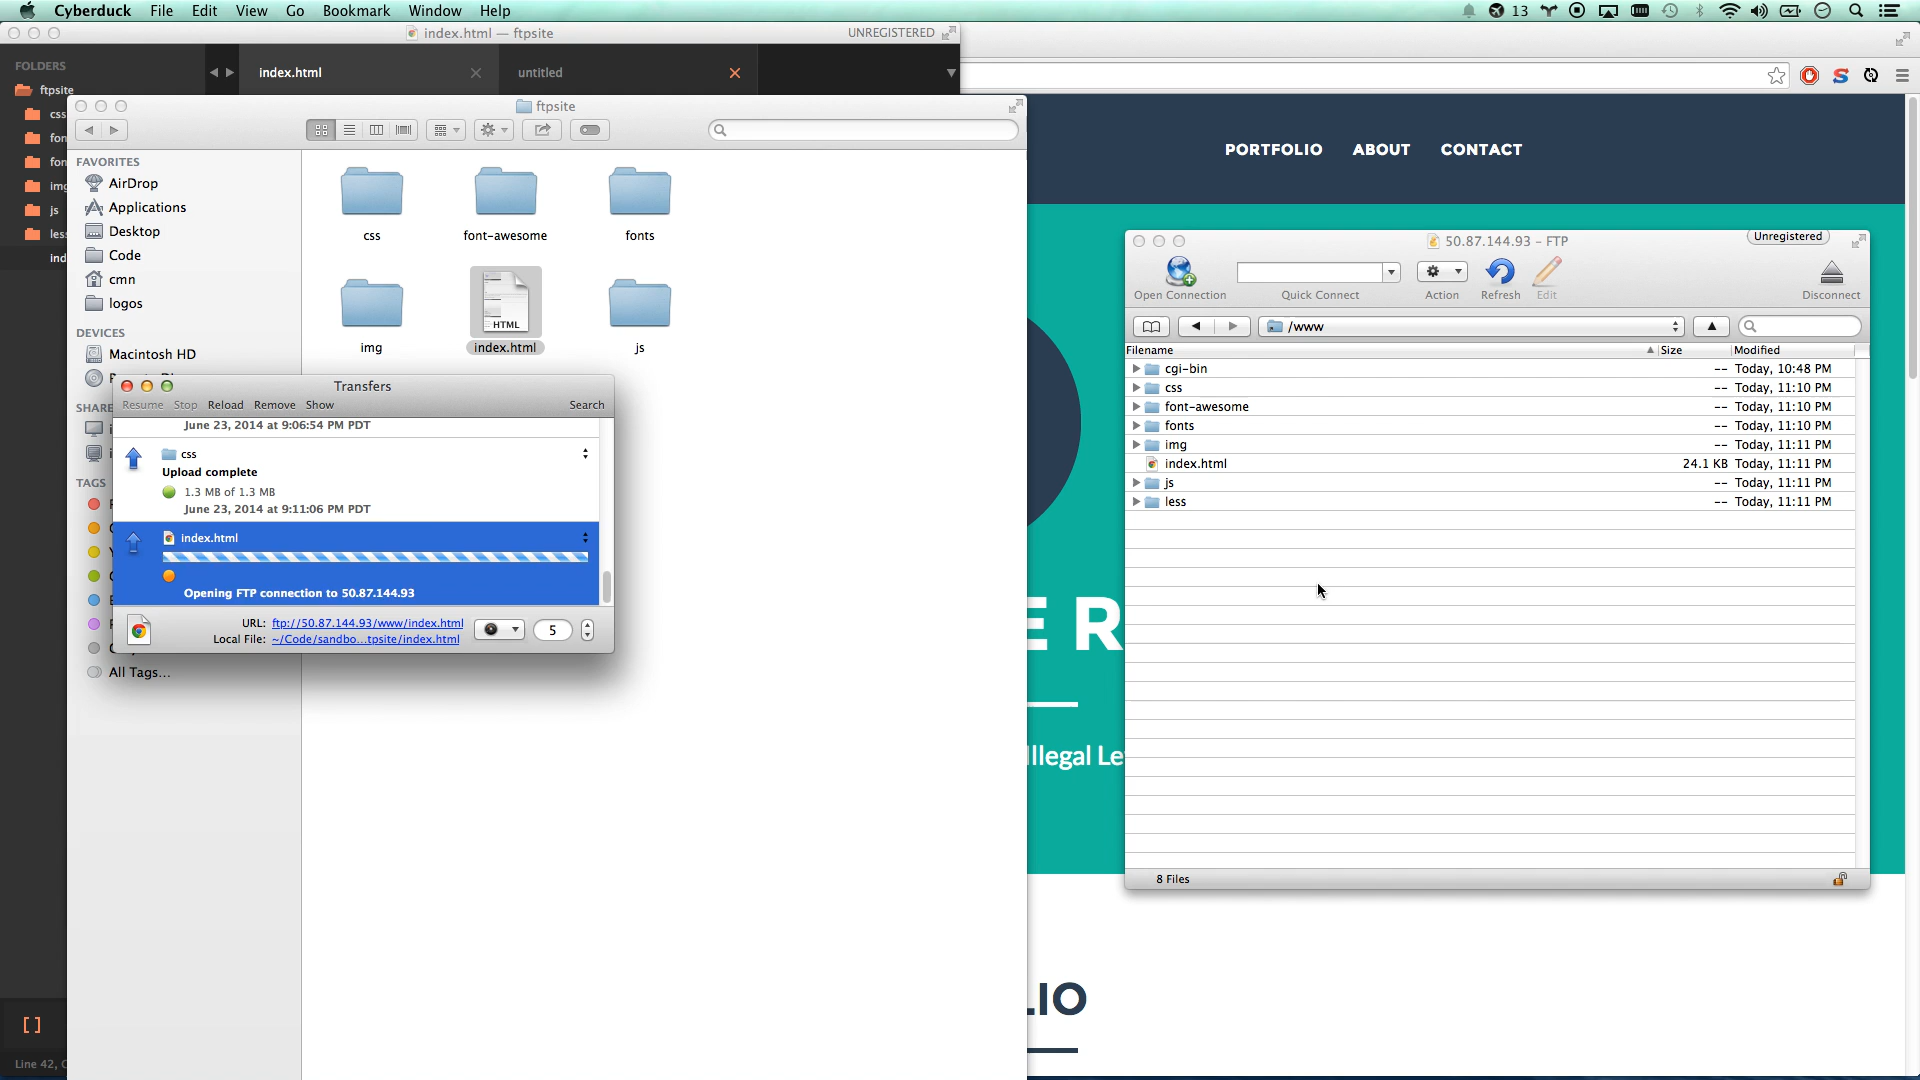 Cyberduck File Edit View Go Bookmark Window Help
13
index.html — ftpsite
UNREGISTERED
FOLDERS
ftpsite
index.html
untitled
js
Line 42,
ftpsite
FAVORITES
AirDrop
Applications
Desktop
Code
cmn
logos
DEVICES
Macintosh HD
TAGS
All Tags...
css
font-awesome
fonts
img
HTML
index.html
js
Transfers
Resume Stop Reload Remove Show
Search
June 23, 2014 at 9:06:54 PM PDT
css
Upload complete
1.3 MB of 1.3 MB
June 23, 2014 at 9:11:06 PM PDT
index.html
Opening FTP connection to 50.87.144.93
URL: ftp://50.87.144.93/www/index.html
Local File: ~/Code/sandbo...tpsite/index.html
5
PORTFOLIO ABOUT CONTACT
E R
Illegal Le
LIO
50.87.144.93 – FTP
Unregistered
Open Connection
Quick Connect
Action
Refresh
Edit
Disconnect
/www
Filename Size Modified
cgi-bin -- Today, 10:48 PM
css -- Today, 11:10 PM
font-awesome -- Today, 11:10 PM
fonts -- Today, 11:10 PM
img -- Today, 11:11 PM
index.html 24.1 KB Today, 11:11 PM
js -- Today, 11:11 PM
less -- Today, 11:11 PM
8 Files